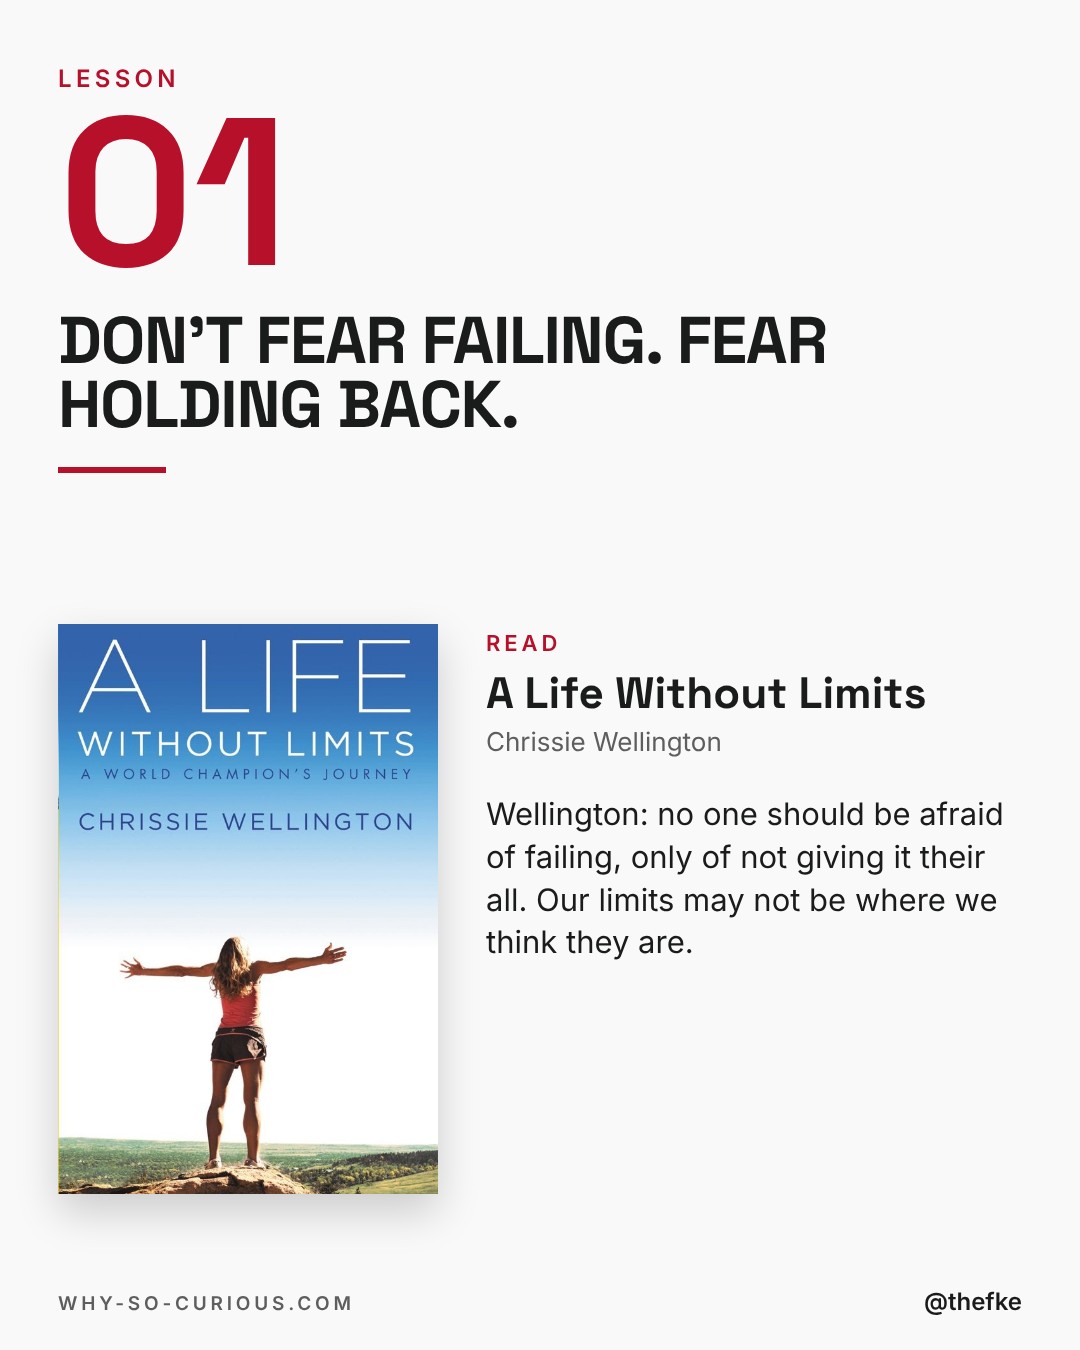 LESSON
01
DON’T FEAR FAILING. FEAR
HOLDING BACK.
A LIFE
WITHOUT LIMITS
A WORLD CHAMPION’S JOURNEY
CHRISSIE WELLINGTON
READ
A Life Without Limits
Chrissie Wellington
Wellington: no one should be afraid
of failing, only of not giving it their
all. Our limits may not be where we
think they are.
WHY-SO-CURIOUS.COM
@thefke